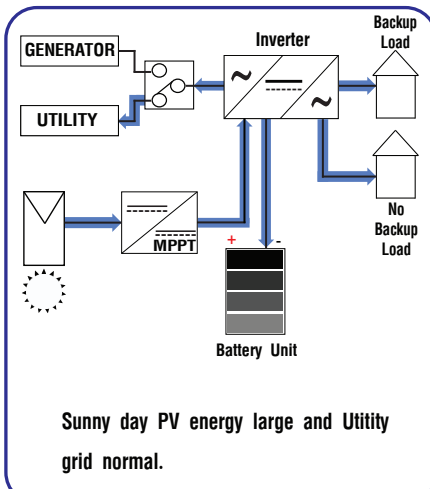 Inverter
Backup
Load
GENERATOR
UTILITY
No
Backup
Load
MPPT
+ -
Battery Unit
Sunny day PV energy large and Utitity
grid normal.